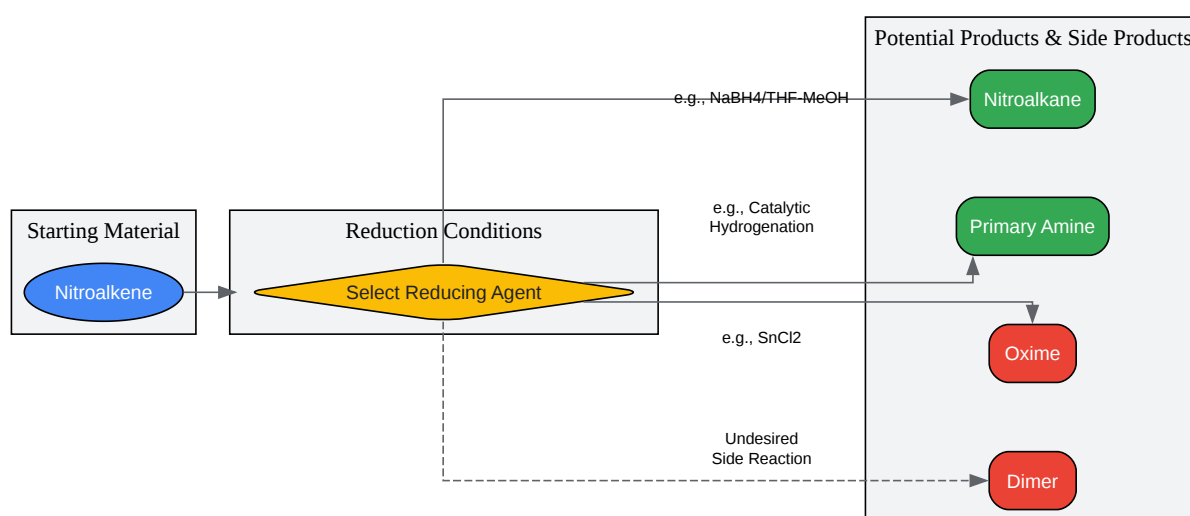 Potential Products & Side Products
Nitroalkane
e.g., NaBH4/THF-MeOH
e.g., Catalytic
Hydrogenation
Primary Amine
Starting Material
Reduction Conditions
Nitroalkene
Select Reducing Agent
e.g., SnCl2
Oxime
Undesired
Side Reaction
Dimer